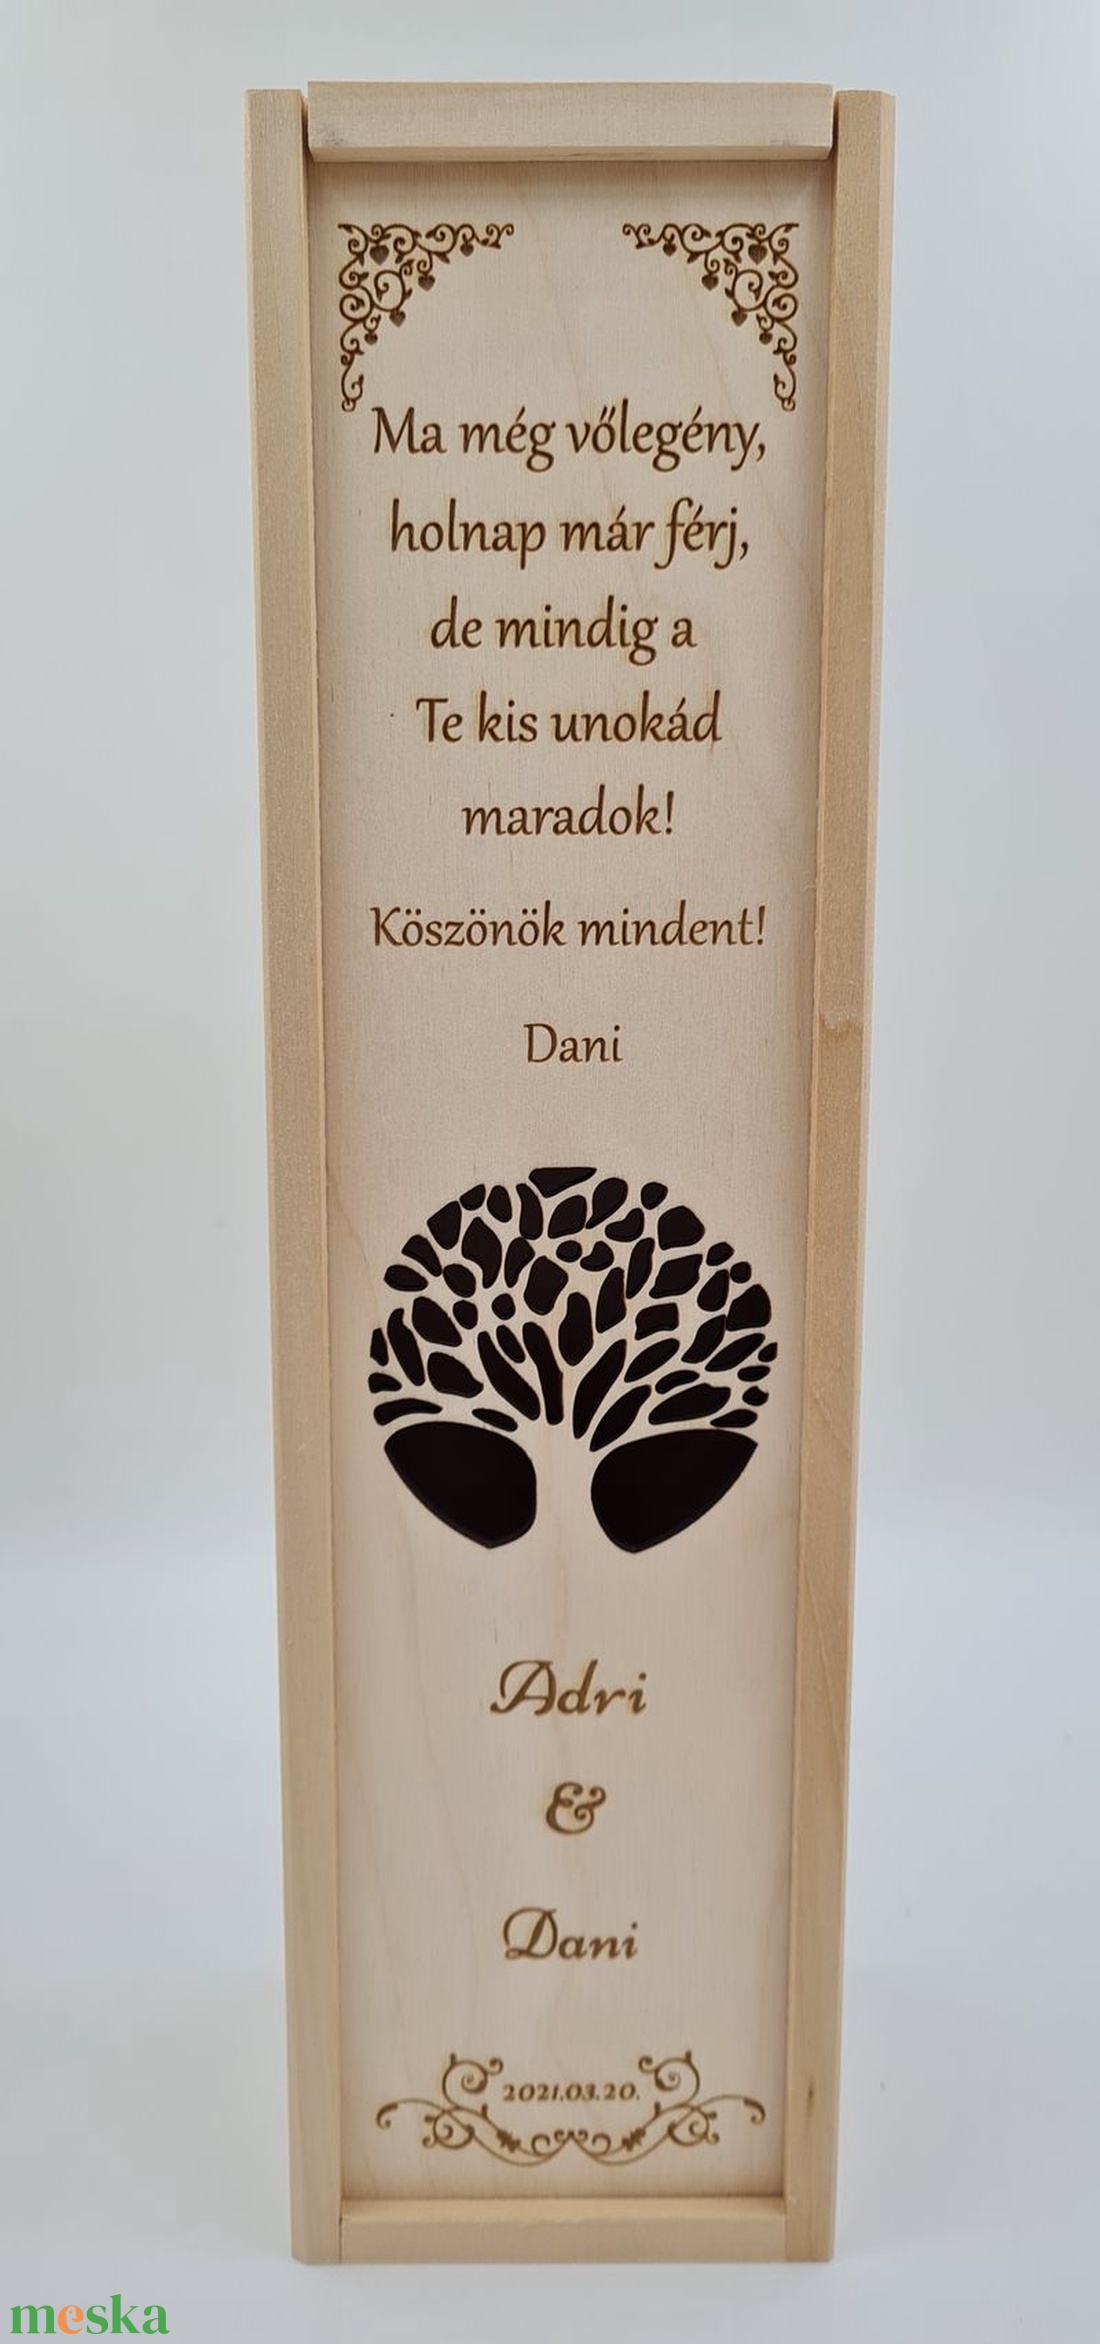 Ma még vőlegény,
holnap már férj,
de mindig a
Te kis unokád
maradok!
Köszönök mindent!
Dani
Adri
&
Dani
2021.03.20.
meska